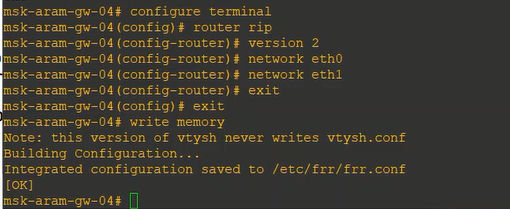 msk-aram-gw-04# configure terminal
msk-aram-gw-04(config)# router rip
msk-aram-gw-04(config-router)# version 2
msk-aram-gw-04(config-router)# network eth0
msk-aram-gw-04(config-router)# network eth1
msk-aram-gw-04(config-router)# exit
msk-aram-gw-04(config)# exit
msk-aram-gw-04# write memory
Note: this version of vtysh never writes vtysh.conf
Building Configuration...
Integrated configuration saved to /etc/frr/frr.conf
[OK]
msk-aram-gw-04#